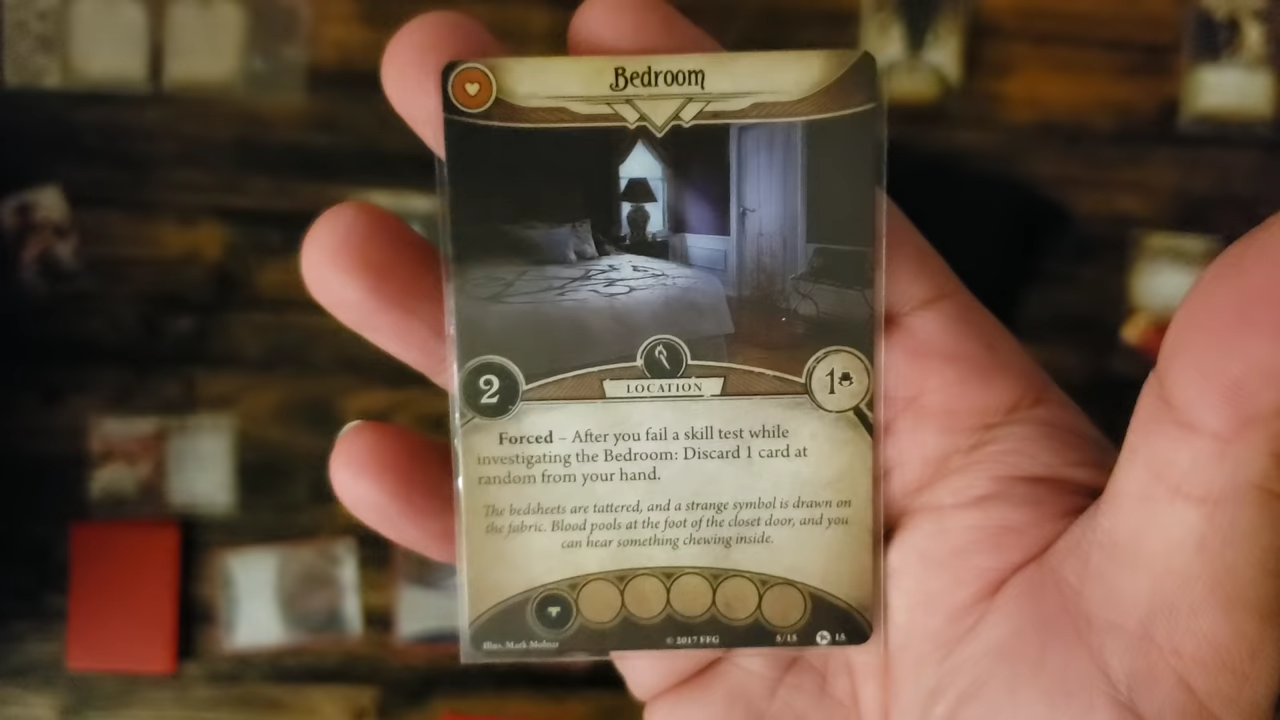 Bedroom
2
LOCATION
1
Forced – After you fail a skill test while
investigating the Bedroom: Discard 1 card at
random from your hand.
The bedsheets are tattered, and a strange symbol is drawn on
the fabric. Blood pools at the foot of the closet door, and you
can hear something chewing inside.
Illus. Mark Molnar
© 2017 FFG
5/15
15